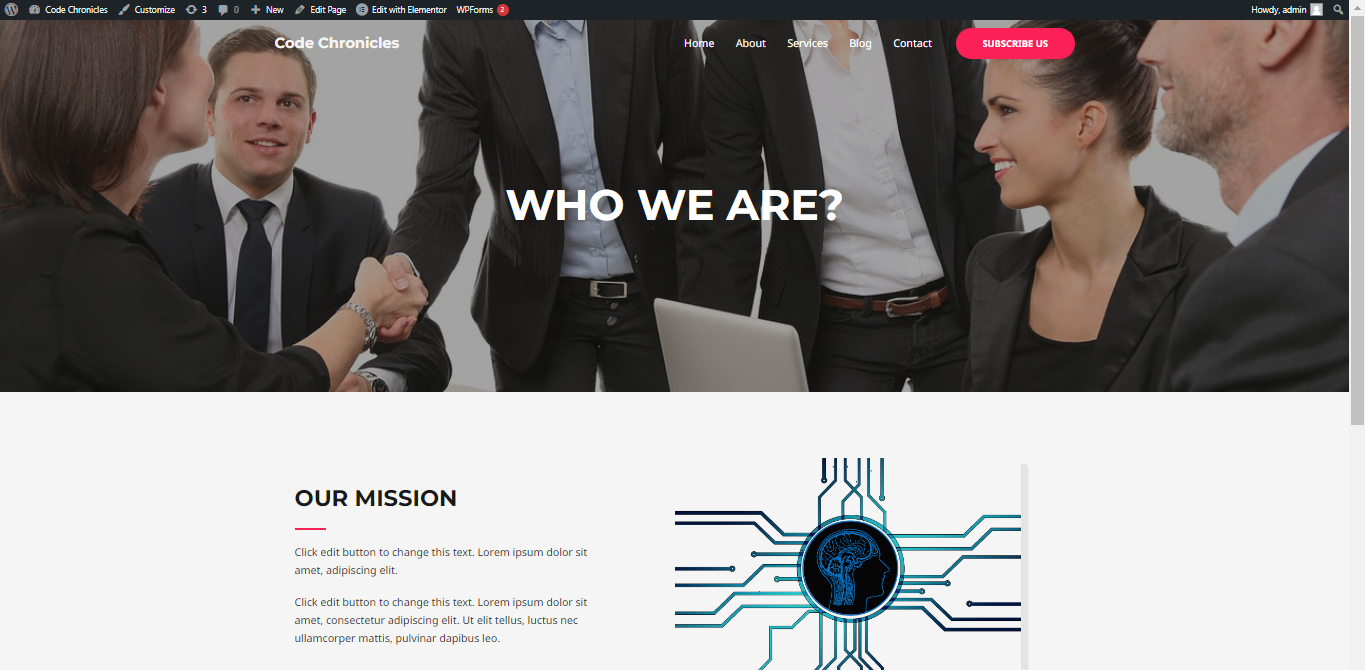 Code Chronicles Customize 3 0 New Edit Page Edit with Elementor WPForms 2 Howdy, admin
Code Chronicles Home About Services Blog Contact SUBSCRIBE US
WHO WE ARE?
OUR MISSION
Click edit button to change this text. Lorem ipsum dolor sit
amet, adipiscing elit.
Click edit button to change this text. Lorem ipsum dolor sit
amet, consectetur adipiscing elit. Ut elit tellus, luctus nec
ullamcorper mattis, pulvinar dapibus leo.